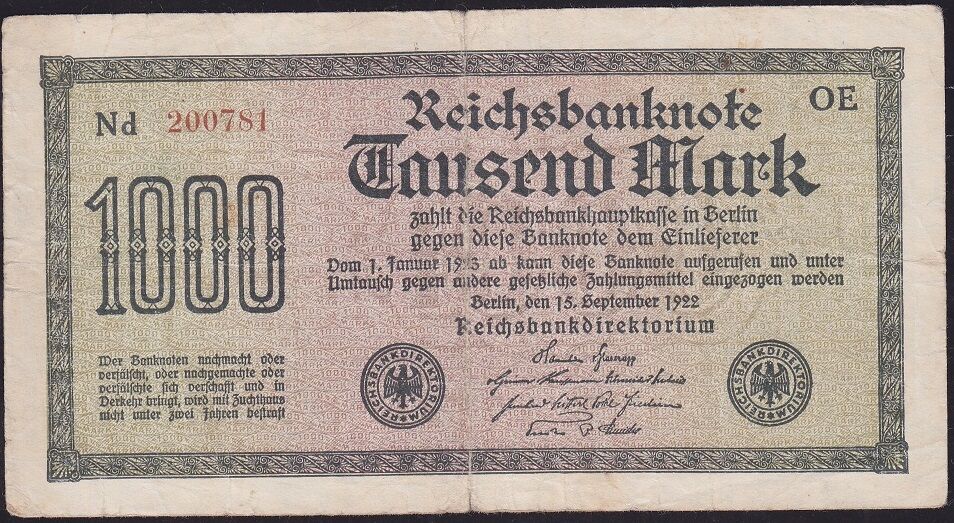 Nd 200781
OE
1000
Reichsbanknote
Tausend Mark
zahlt die Reichsbankhauptkasse in Berlin
gegen diese Banknote dem Einlieferer
Vom 1. Januar 1923 ab kann diese Banknote aufgerufen und unter
Umtausch gegen andere gesetzliche Zahlungsmittel eingezogen werden
Berlin, den 15. September 1922
Reichsbankdirektorium
Wer Banknoten nachmacht oder
verfälscht, oder nachgemachte oder
verfälschte sich verschafft und in
Verkehr bringt, wird mit Zuchthaus
nicht unter zwei Jahren bestraft
REICHSBANKDIREKTORIUM
REICHSBANKDIREKTORIUM